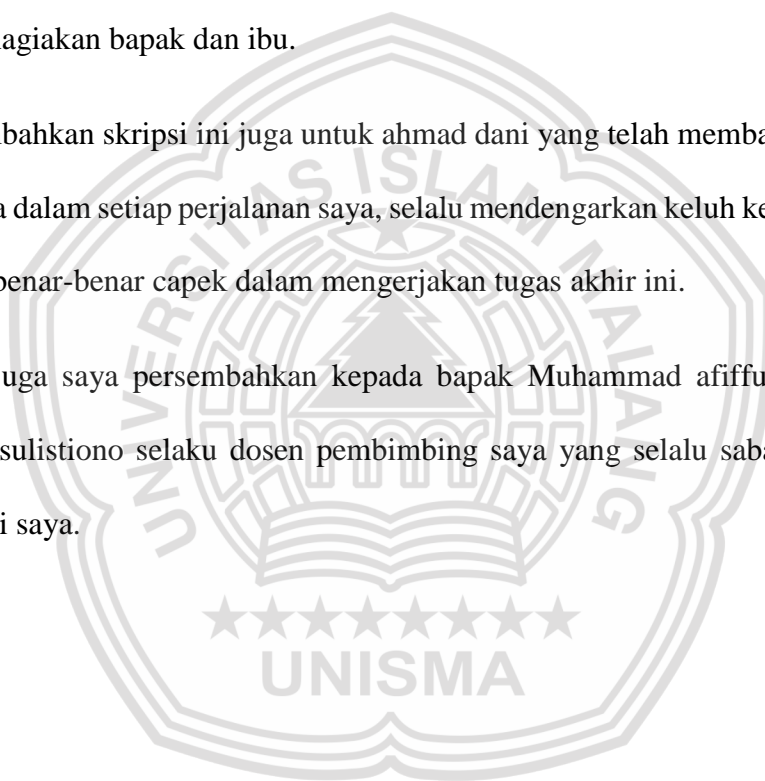 agiakan bapak dan ibu.
bahkan skripsi ini juga untuk ahmad dani yang telah memba
a dalam setiap perjalanan saya, selalu mendengarkan keluh ke
benar-benar capek dalam mengerjakan tugas akhir ini.
uga saya persembahkan kepada bapak Muhammad afiffu
sulistiono selaku dosen pembimbing saya yang selalu saba
i saya.
UNIVERSITAS ISLAM MALANG
UNISMA